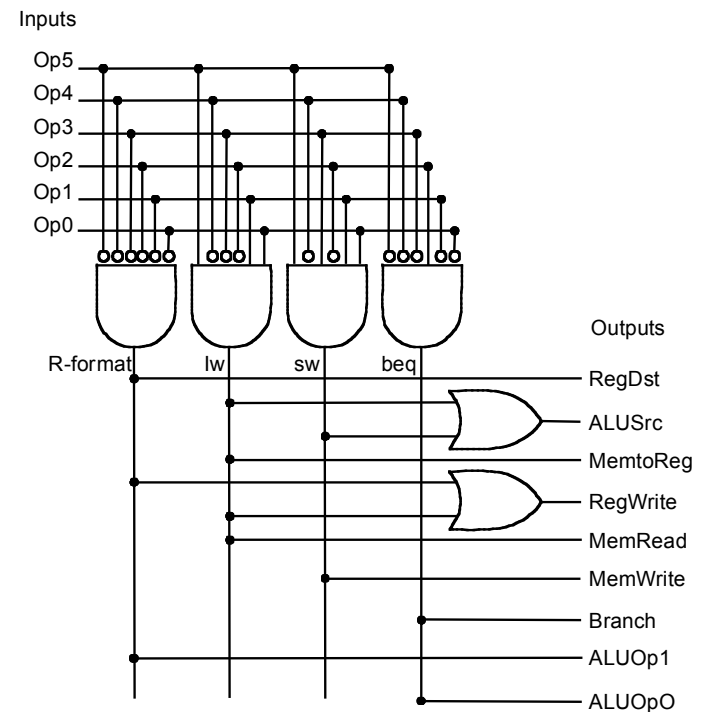 Inputs
Op5
Op4
Op3
Op2
Op1
Op0
R-format
lw
sw
beq
Outputs
RegDst
ALUSrc
MemtoReg
RegWrite
MemRead
MemWrite
Branch
ALUOp1
ALUOpO